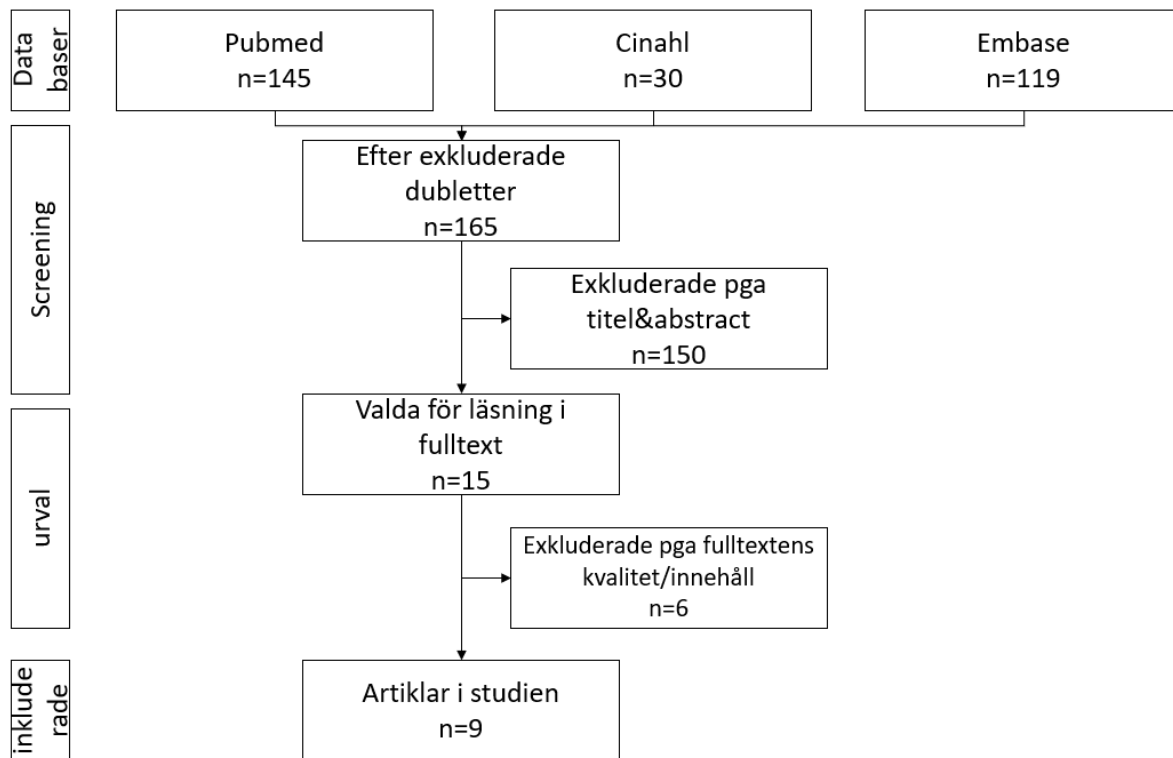 Data
baser
Pubmed
n=145
Cinahl
n=30
Embase
n=119
Screening
Efter exkluderade
dubletter
n=165
Exkluderade pga
titel&abstract
n=150
urval
Valda för läsning i
fulltext
n=15
Exkluderade pga fulltextens
kvalitet/innehåll
n=6
inklude
rade
Artiklar i studien
n=9